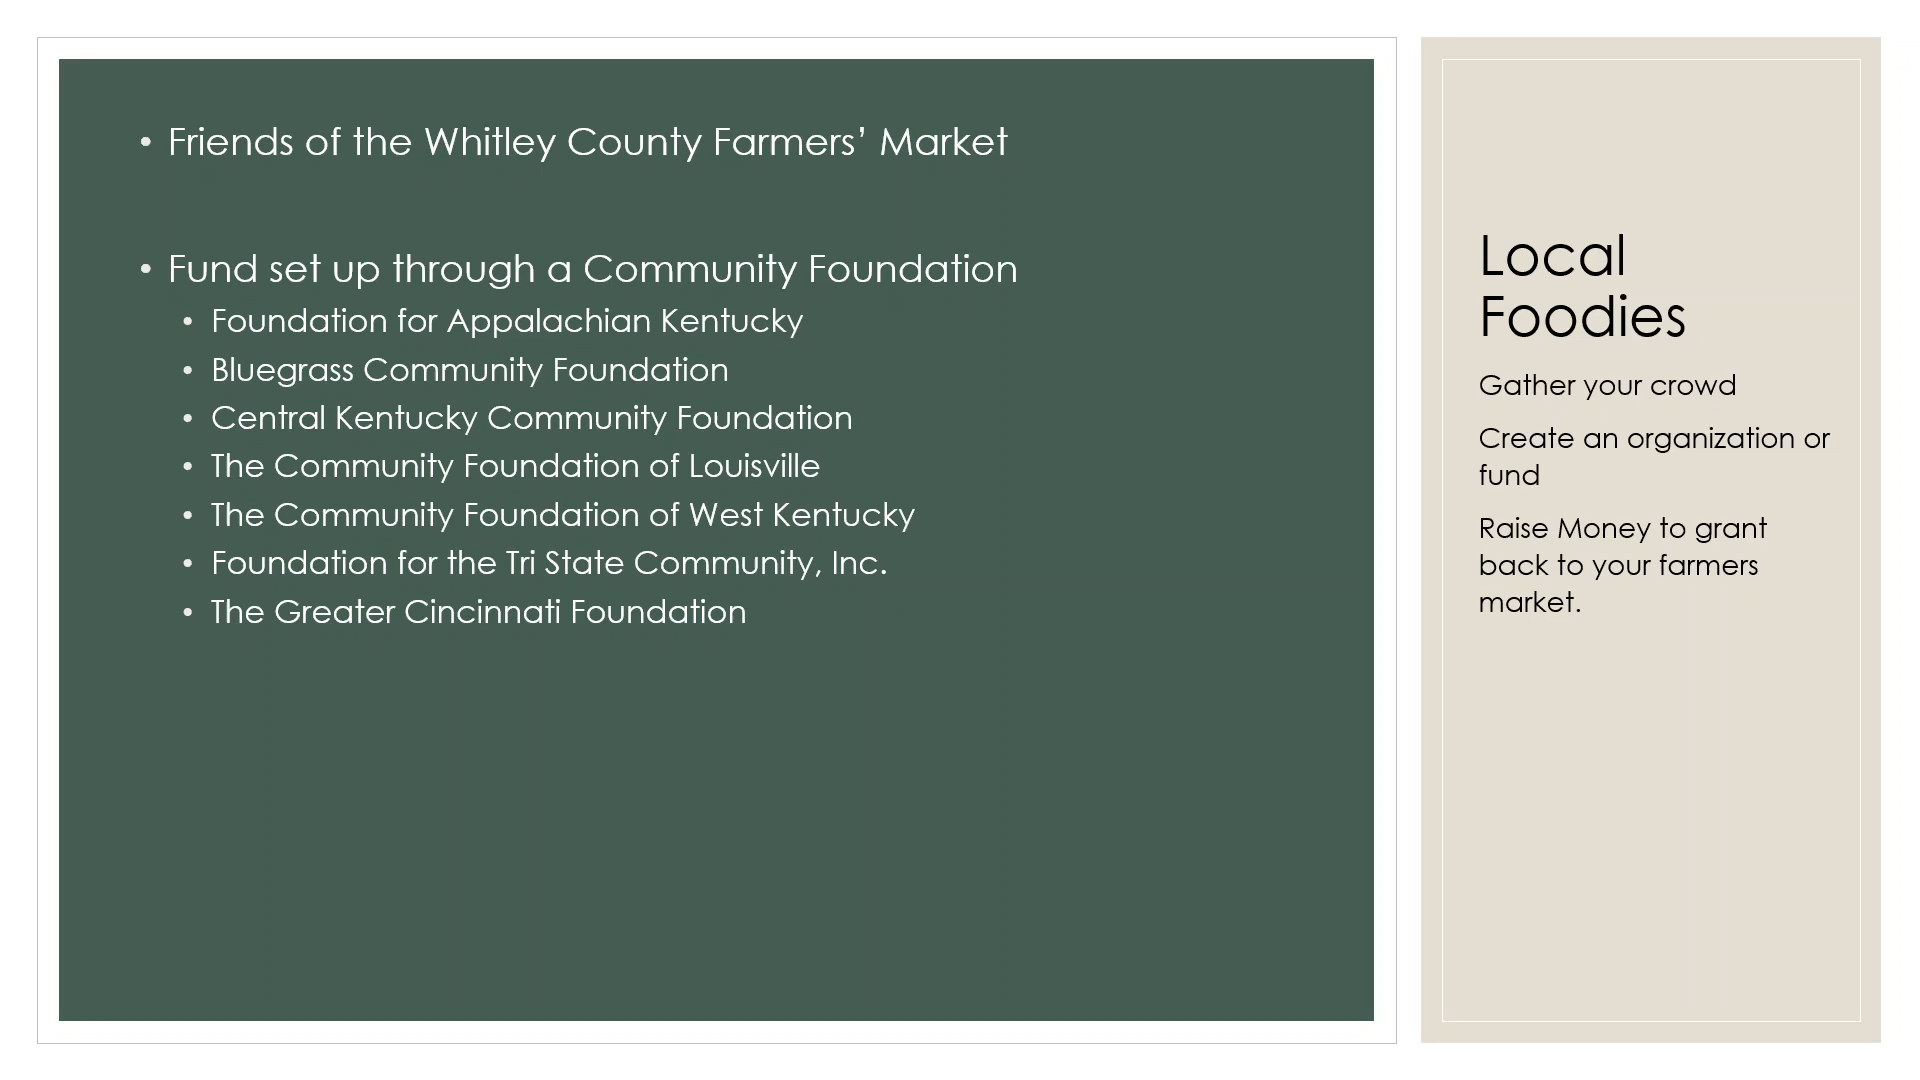 • Friends of the Whitley County Farmers’ Market
• Fund set up through a Community Foundation
• Foundation for Appalachian Kentucky
• Bluegrass Community Foundation
• Central Kentucky Community Foundation
• The Community Foundation of Louisville
• The Community Foundation of West Kentucky
• Foundation for the Tri State Community, Inc.
• The Greater Cincinnati Foundation
Local
Foodies
Gather your crowd
Create an organization or
fund
Raise Money to grant
back to your farmers
market.